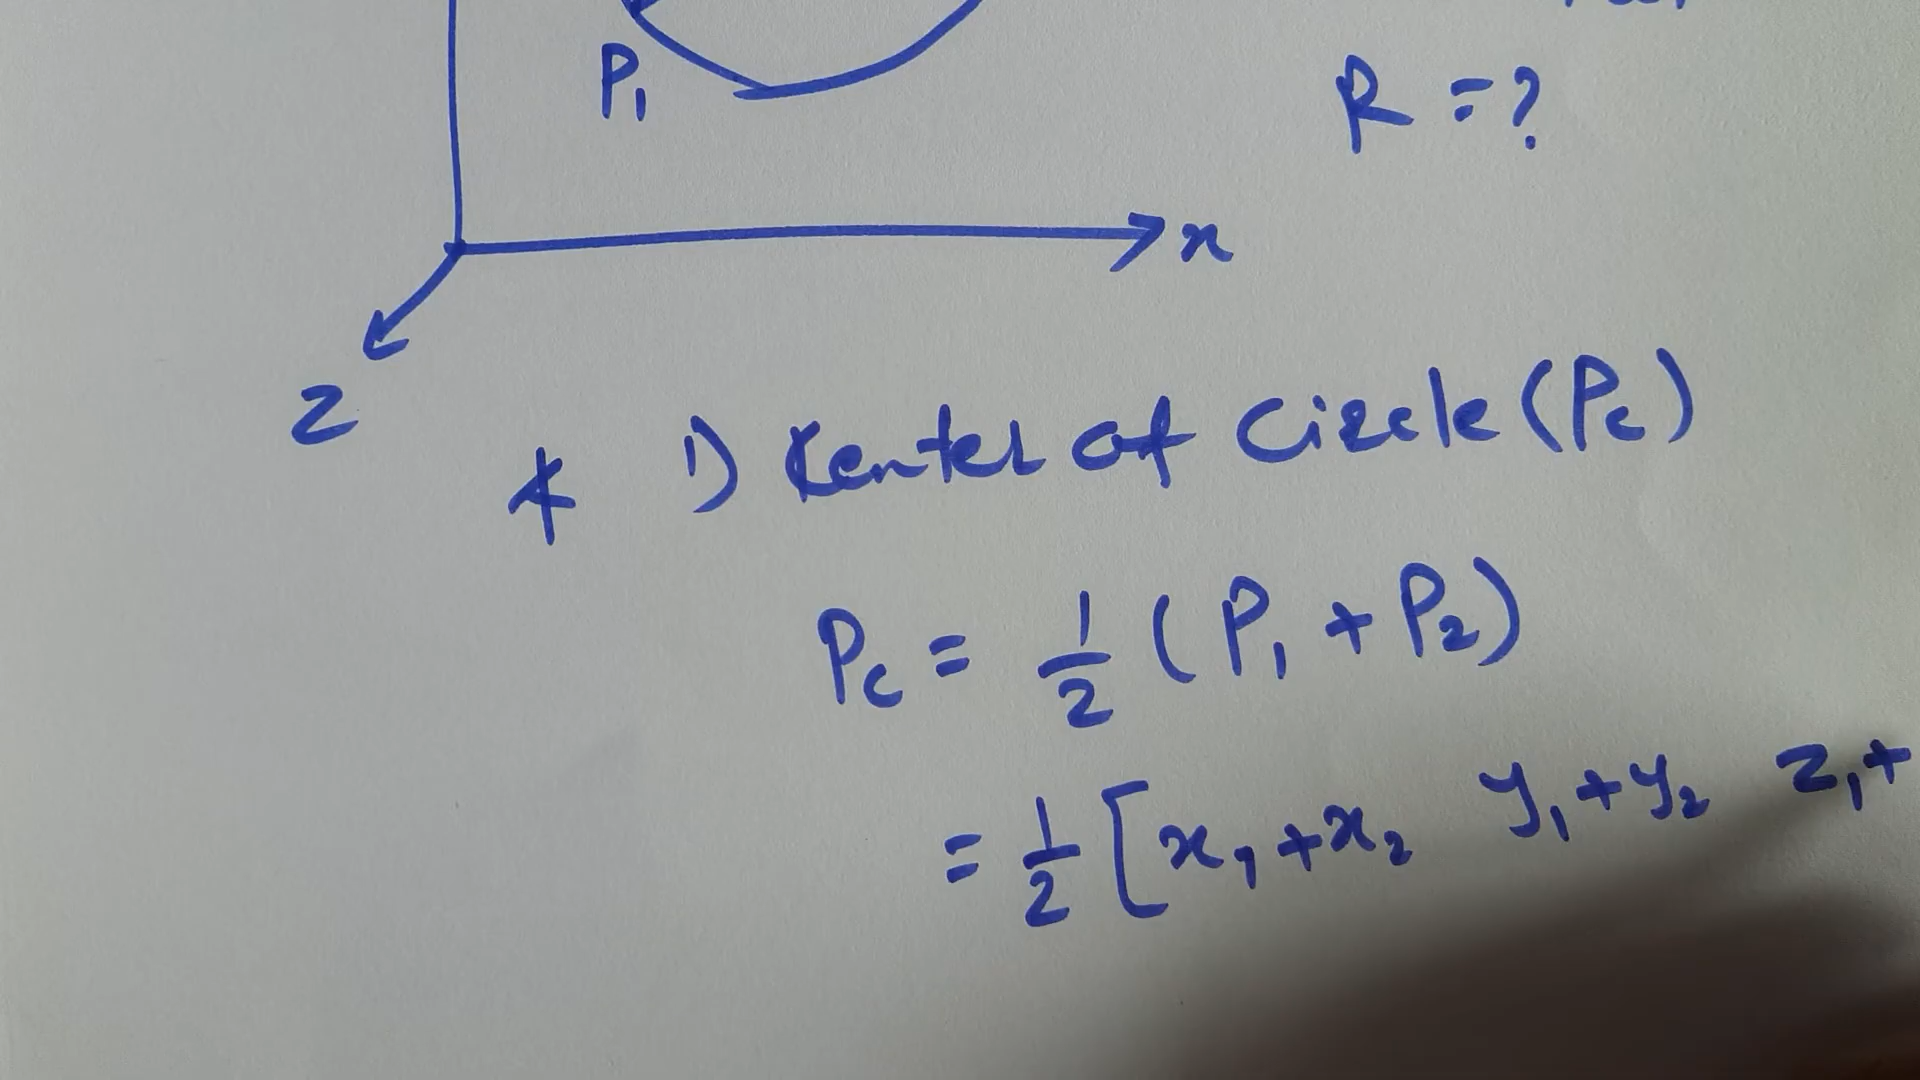 P₁
R = ?
x
Z
* 1) Center of Circle (Pc)
Pc = 1/2 (P₁ + P₂)
= 1/2 [x₁+x₂ y₁+y₂ z₁+